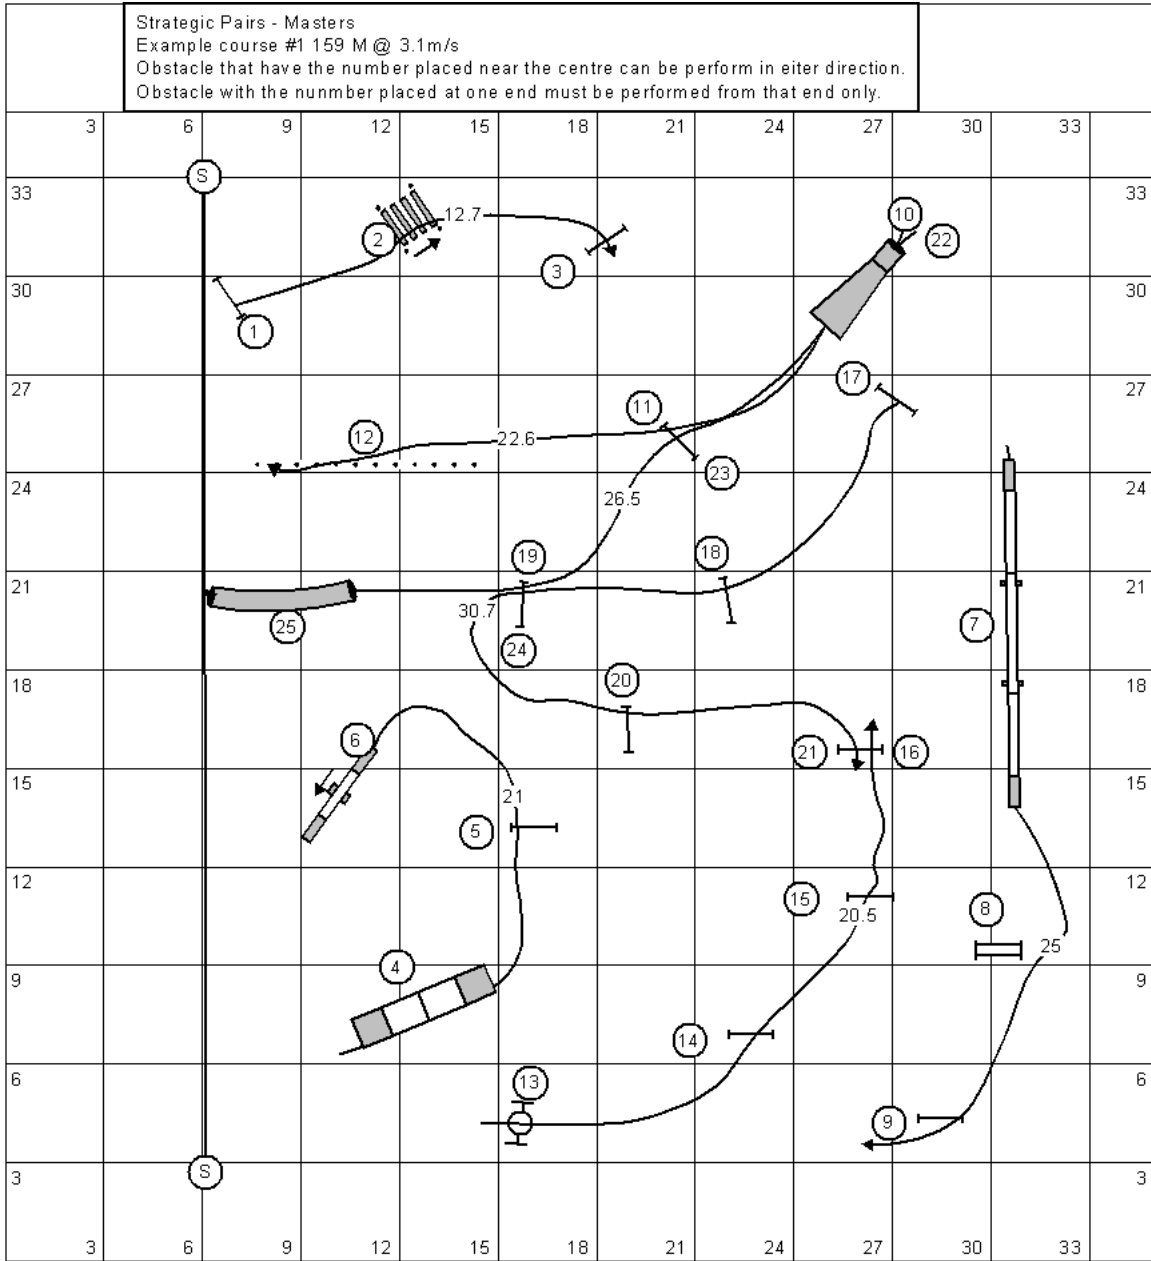 Strategic Pairs - Masters
Example course #1 159 M @ 3.1m/s
Obstacle that have the number placed near the centre can be perform in eiter direction.
Obstacle with the nunmber placed at one end must be performed from that end only.
3 6 9 12 15 18 21 24 27 30 33
S
33 33
2 12.7 10 22
3
30 30
1
27 17 27
11
12 22.6
23
24 26.5 24
19 18
21 21
30.7 7
25
24
18 20 18
6 21 16
15 15
21
5
12 15 12
20.5 8
25
4
9 9
14
6 6
13
9
3 S 3
3 6 9 12 15 18 21 24 27 30 33